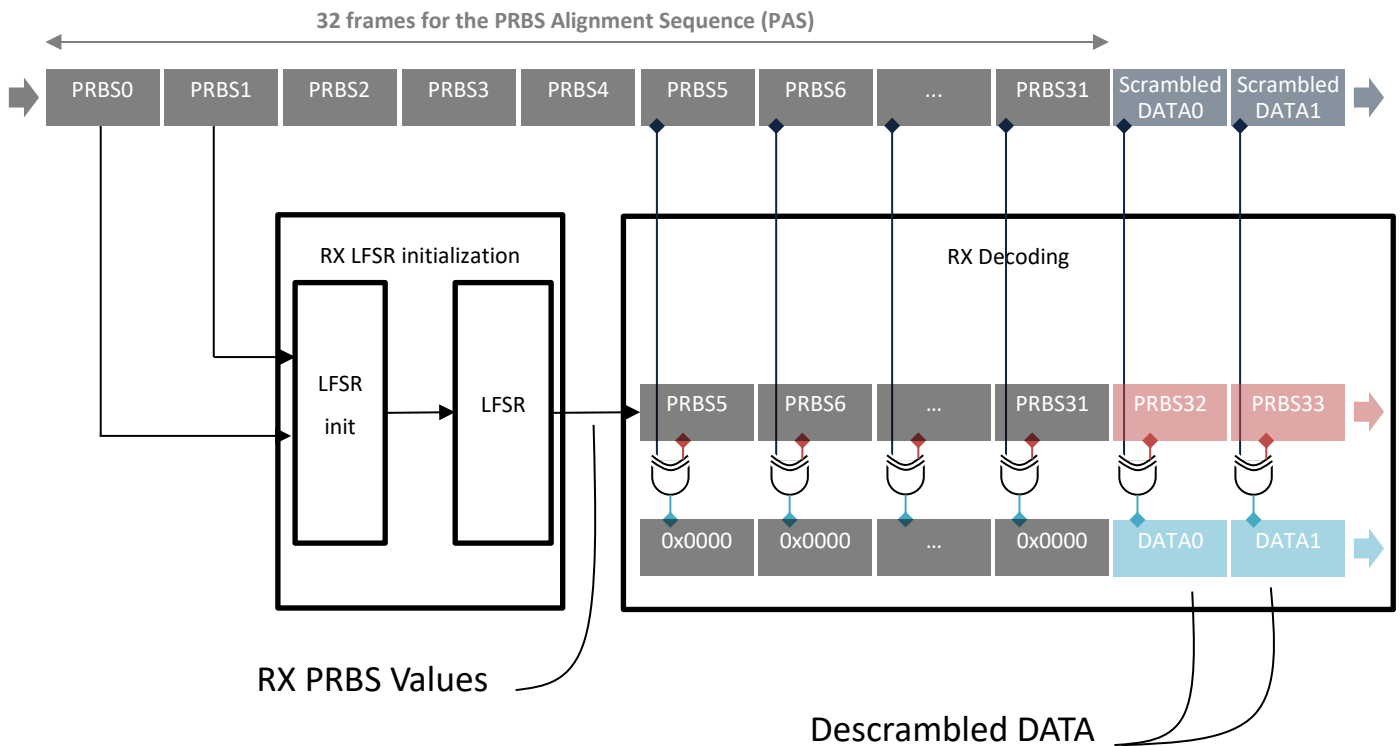 32 frames for the PRBS Alignment Sequence (PAS)
PRBS0 PRBS1 PRBS2 PRBS3 PRBS4 PRBS5 PRBS6 ... PRBS31 Scrambled DATA0 Scrambled DATA1
RX LFSR initialization
RX Decoding
LFSR
init
LFSR
PRBS5 PRBS6 ... PRBS31 PRBS32 PRBS33
0x0000 0x0000 ... 0x0000 DATA0 DATA1
RX PRBS Values
Descrambled DATA